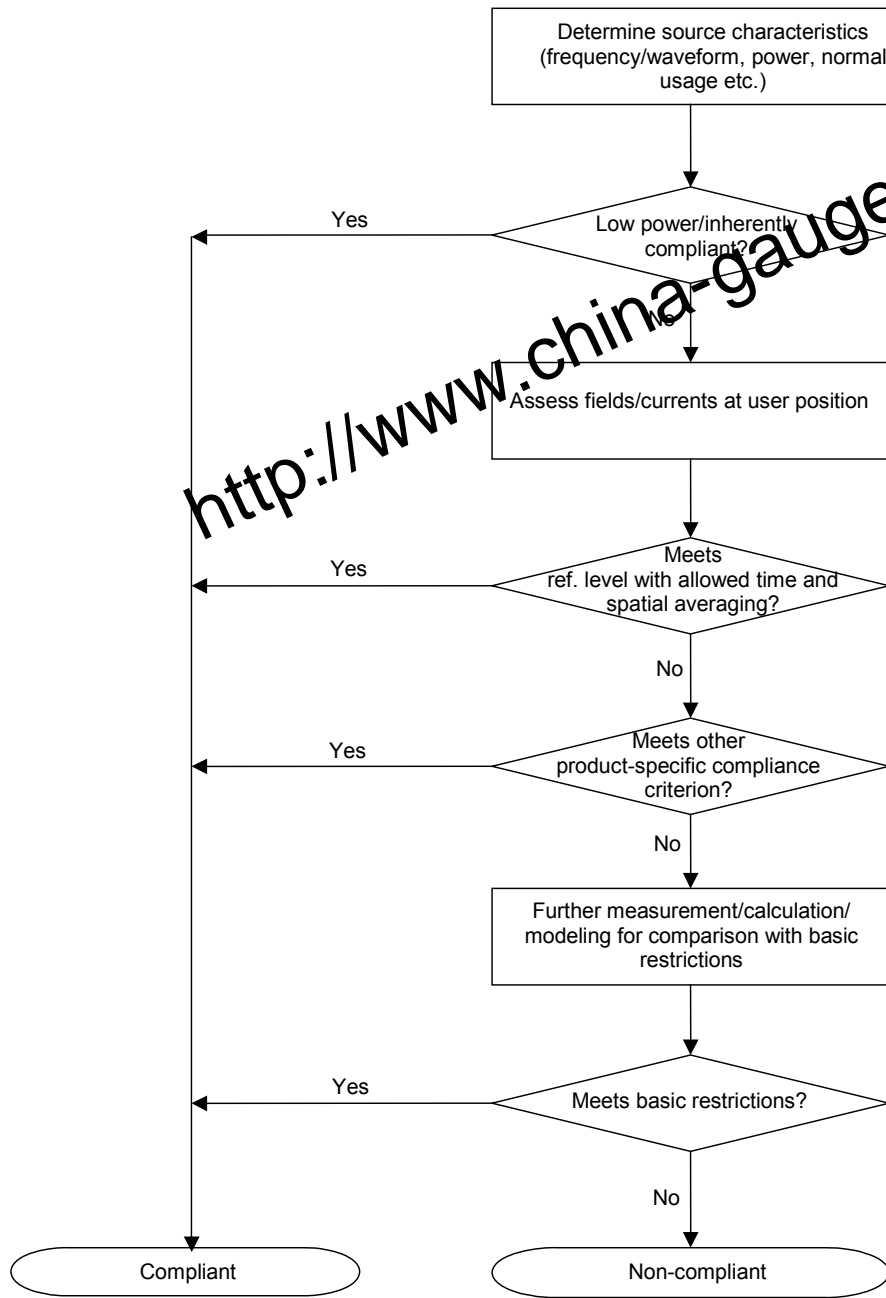 Determine source characteristics
(frequency/waveform, power, normal
usage etc.)
Yes
Low power/inherently
compliant?
No
http://www.china-gauge
Assess fields/currents at user position
Yes
Meets
ref. level with allowed time and
spatial averaging?
No
Yes
Meets other
product-specific compliance
criterion?
No
Further measurement/calculation/
modeling for comparison with basic
restrictions
Yes
Meets basic restrictions?
No
Compliant
Non-compliant